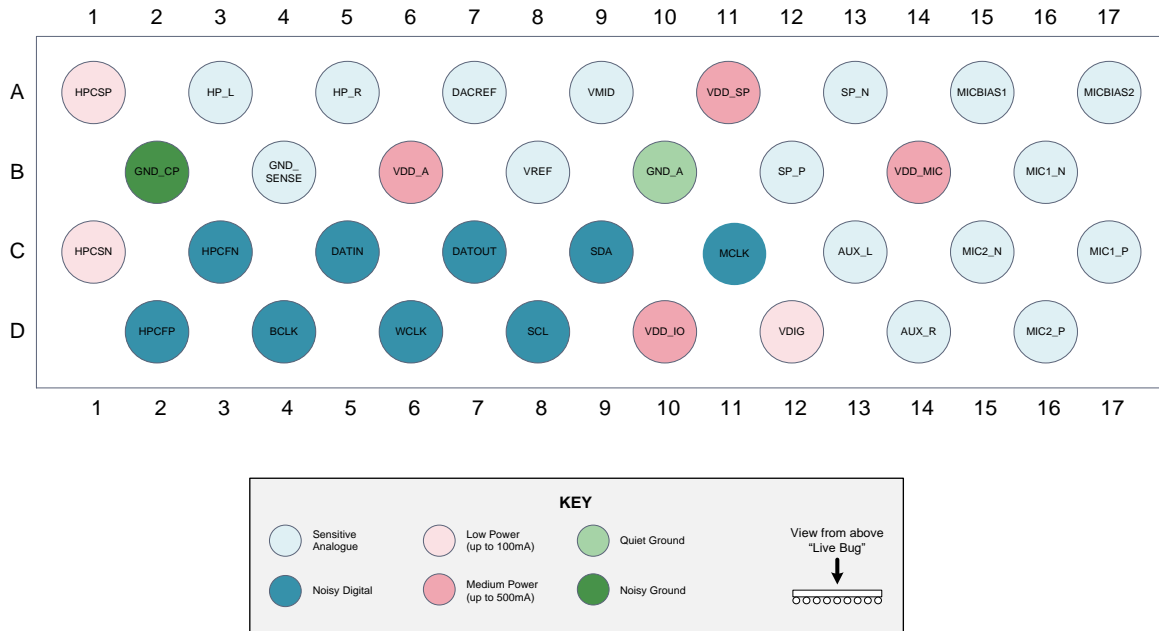 1 2 3 4 5 6 7 8 9 10 11 12 13 14 15 16 17
A HPCSP HP_L HP_R DACREF VMID VDD_SP SP_N MICBIAS1 MICBIAS2
B GND_CP GND_ VDD_A VREF GND_A SP_P VDD_MIC MIC1_N
SENSE
C HPCSN HPCFN DATIN DATOUT SDA MCLK AUX_L MIC2_N MIC1_P
D HPCFP BCLK WCLK SCL VDD_IO VDIG AUX_R MIC2_P
1 2 3 4 5 6 7 8 9 10 11 12 13 14 15 16 17
KEY
Sensitive
Analogue
Low Power
(up to 100mA)
Quiet Ground
View from above
“Live Bug”
Noisy Digital
Medium Power
(up to 500mA)
Noisy Ground